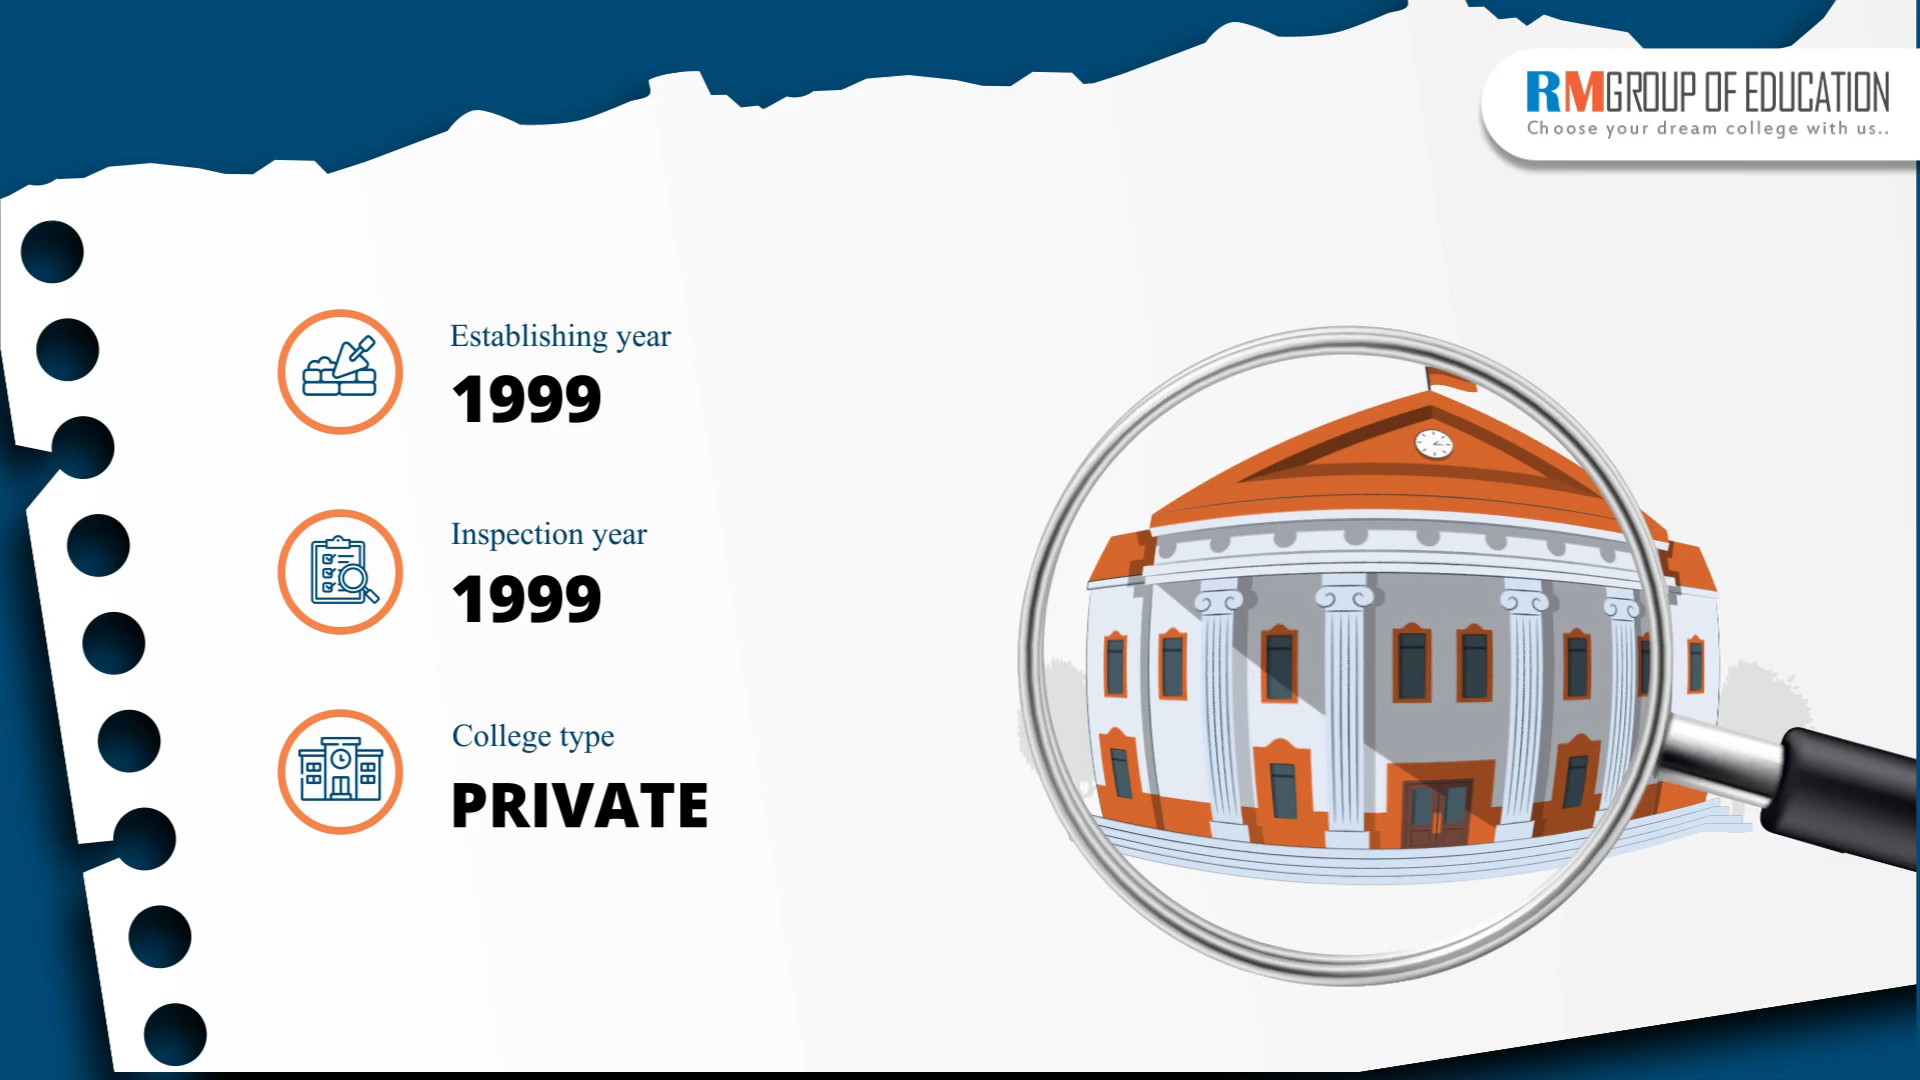 RMGROUP OF EDUCATION
Choose your dream college with us..
Establishing year
1999
Inspection year
1999
College type
PRIVATE